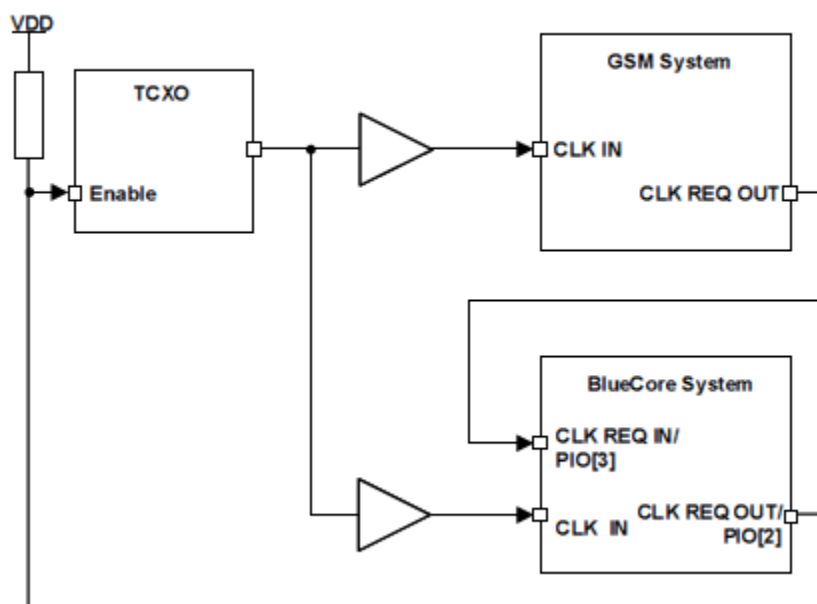 VDD
TCXO
Enable
GSM System
CLK IN
CLK REQ OUT
BlueCore System
CLK REQ IN/
PIO[3]
CLK IN
CLK REQ OUT/
PIO[2]